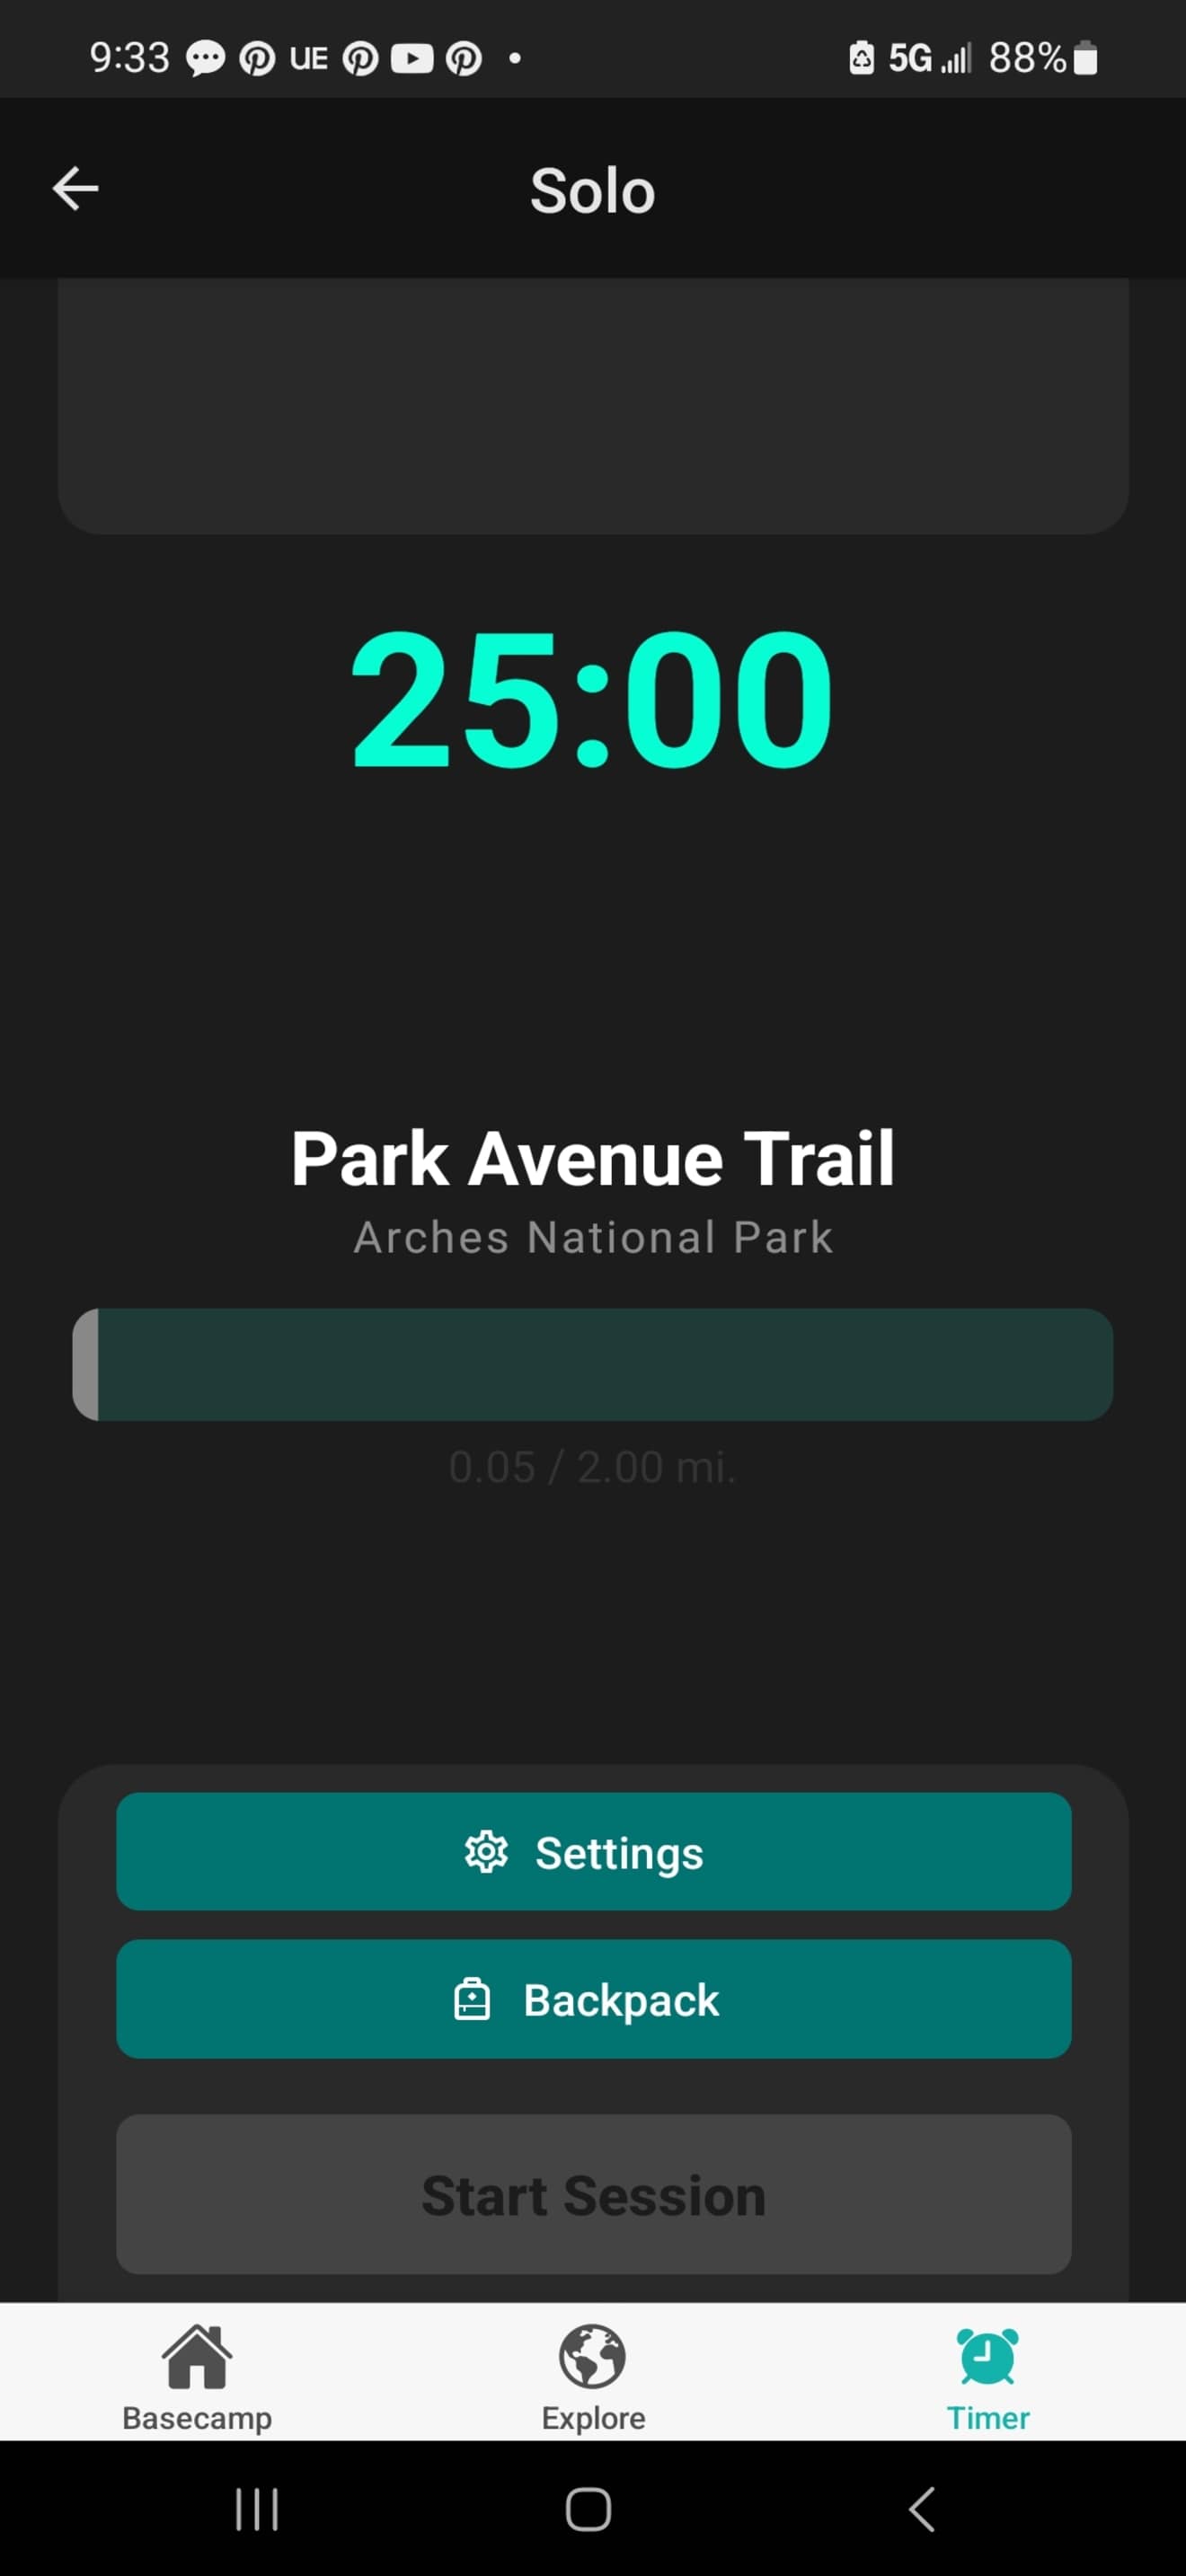 9:33 UE 5G 88%
Solo
25:00
Park Avenue Trail
Arches National Park
0.05 / 2.00 mi.
Settings
Backpack
Start Session
Basecamp Explore Timer